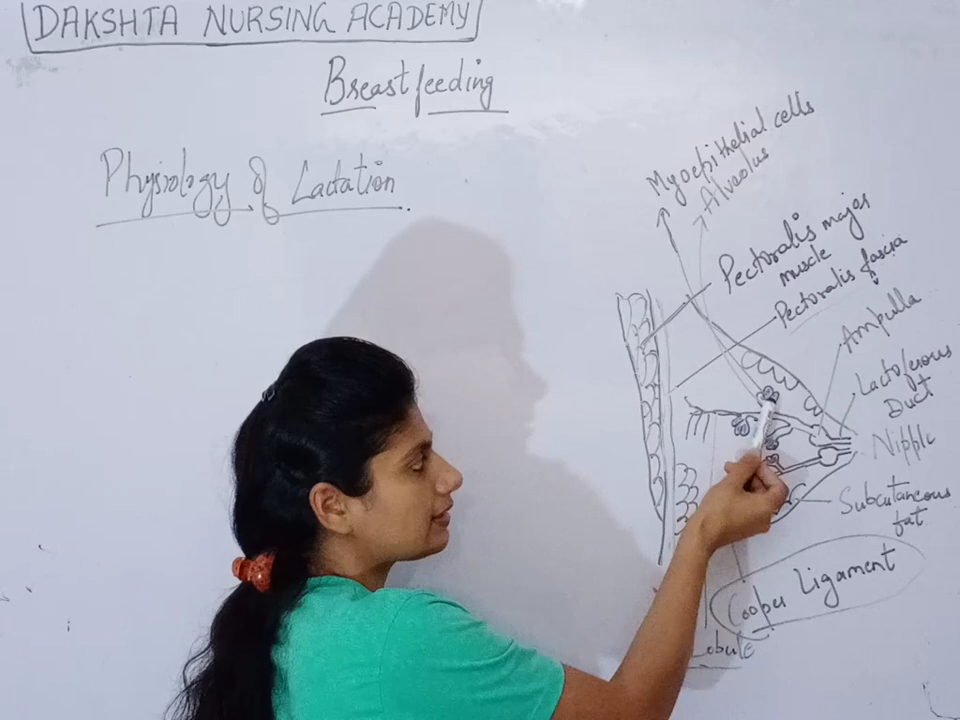 DAKSHTA NURSING ACADEMY
Breastfeeding
Physiology of Lactation
Myoepithelial cells
Alveolus
Pectoralis major
muscle
Pectoralis fascia
Ampulla
Lactoferous
Duct
Nipple
Subcutaneous
fat
Cooper Ligament
Lobule